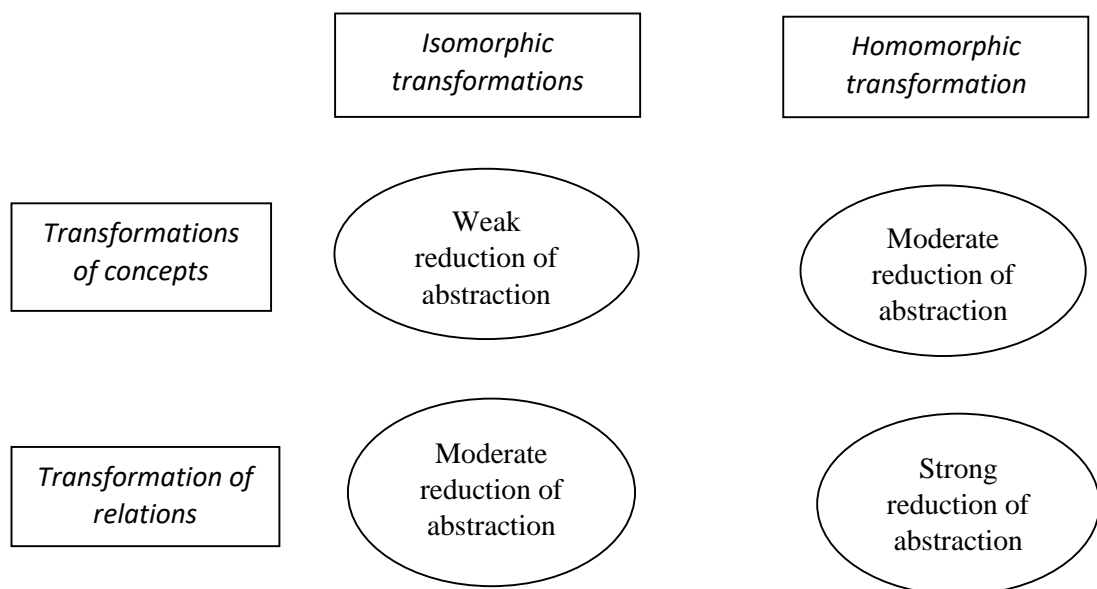 Isomorphic
transformations
Homomorphic
transformation
Transformations
of concepts
Weak
reduction of
abstraction
Moderate
reduction of
abstraction
Transformation of
relations
Moderate
reduction of
abstraction
Strong
reduction of
abstraction